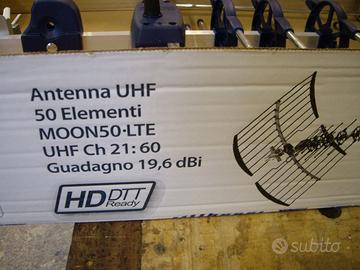 Antenna UHF
50 Elementi
MOON50·LTE
UHF Ch 21: 60
Guadagno 19,6 dBi
HD DTT
Ready
subito